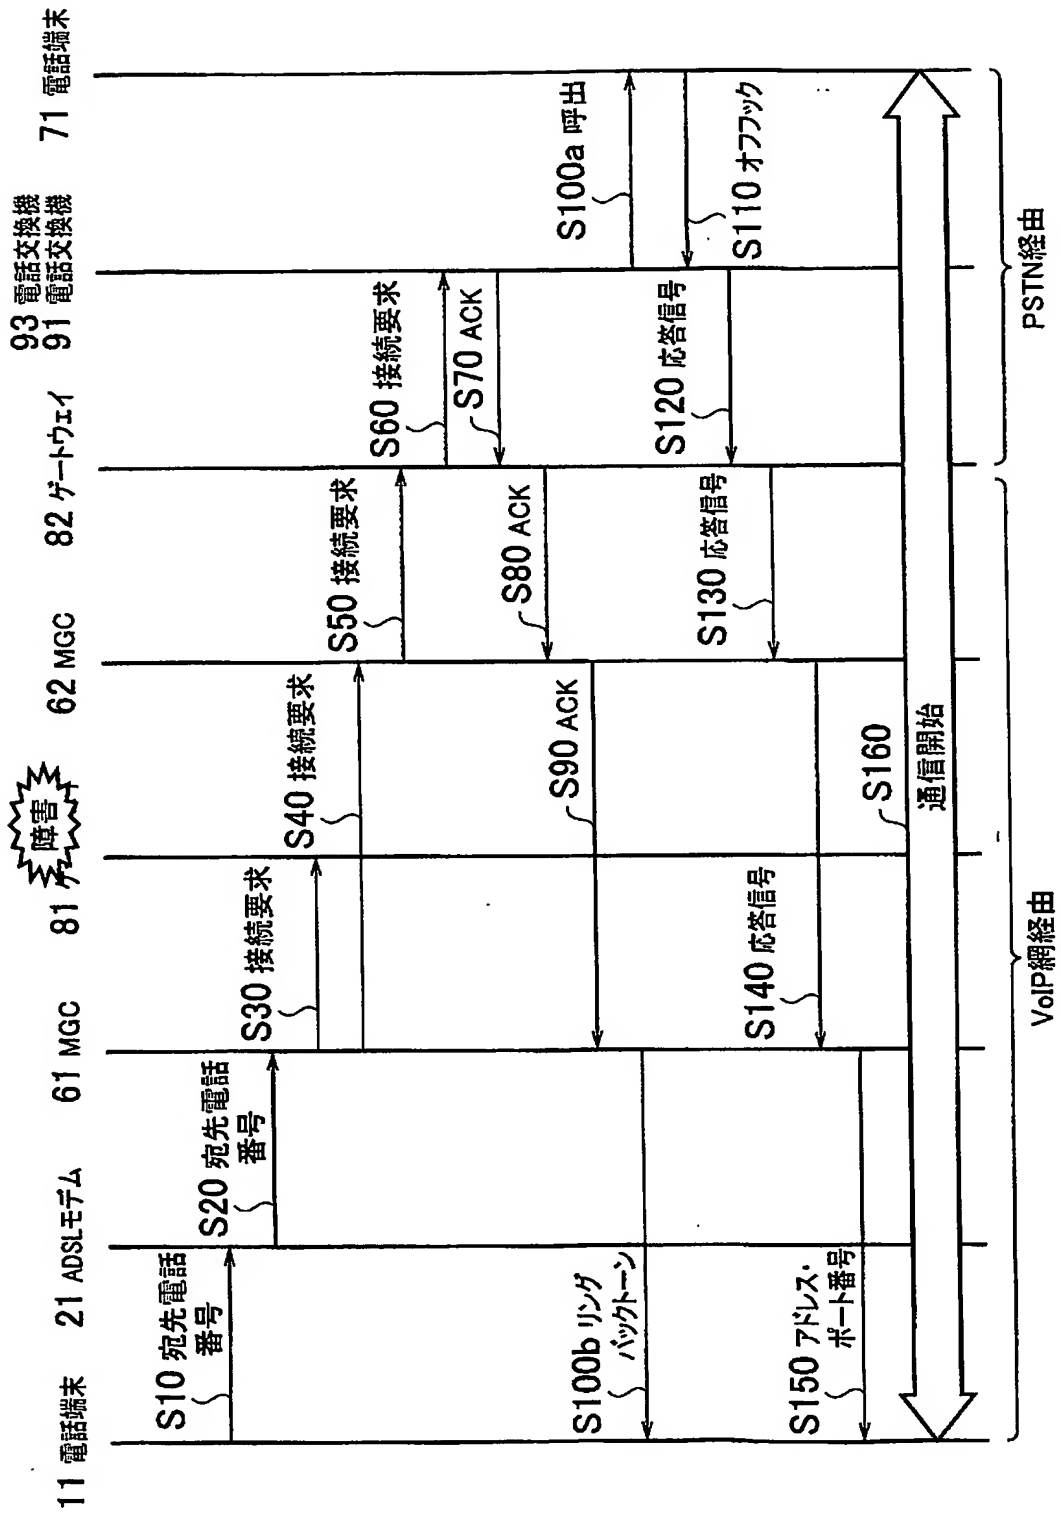 11 電話端末
21 ADSLモデム
61 MGC
81 ゲ
障害
62 MGC
82 ゲートウェイ
93 電話交換機
91 電話交換機
71 電話端末
S10 宛先電話
番号
S20 宛先電話
番号
S30 接続要求
S40 接続要求
S50 接続要求
S60 接続要求
S70 ACK
S80 ACK
S90 ACK
S100a 呼出
S100b リング
バックトーン
S110 オフフック
S120 応答信号
S130 応答信号
S140 応答信号
S150 アドレス・
ポート番号
S160
通信開始
VoIP網経由
PSTN経由